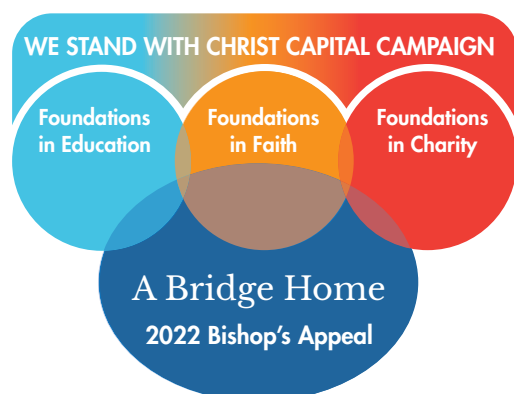 WE STAND WITH CHRIST CAPITAL CAMPAIGN
Foundations
in Education
Foundations
in Faith
Foundations
in Charity
A Bridge Home
2022 Bishop’s Appeal